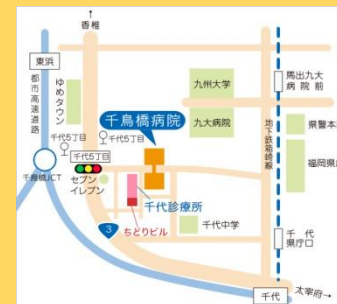 ↑
香椎
東浜
都市高速道路
ゆめタウン
千代5丁目
千代5丁目
千代5丁目
千鳥橋病院
九州大学
九大病院
馬出九大
病院前
地下鉄箱崎線
県警本
福岡県
千鳥橋JCT
セブン
イレブン
千代診療所
ちどりビル
千代中学
千代
県庁口
3
千代
太宰府→